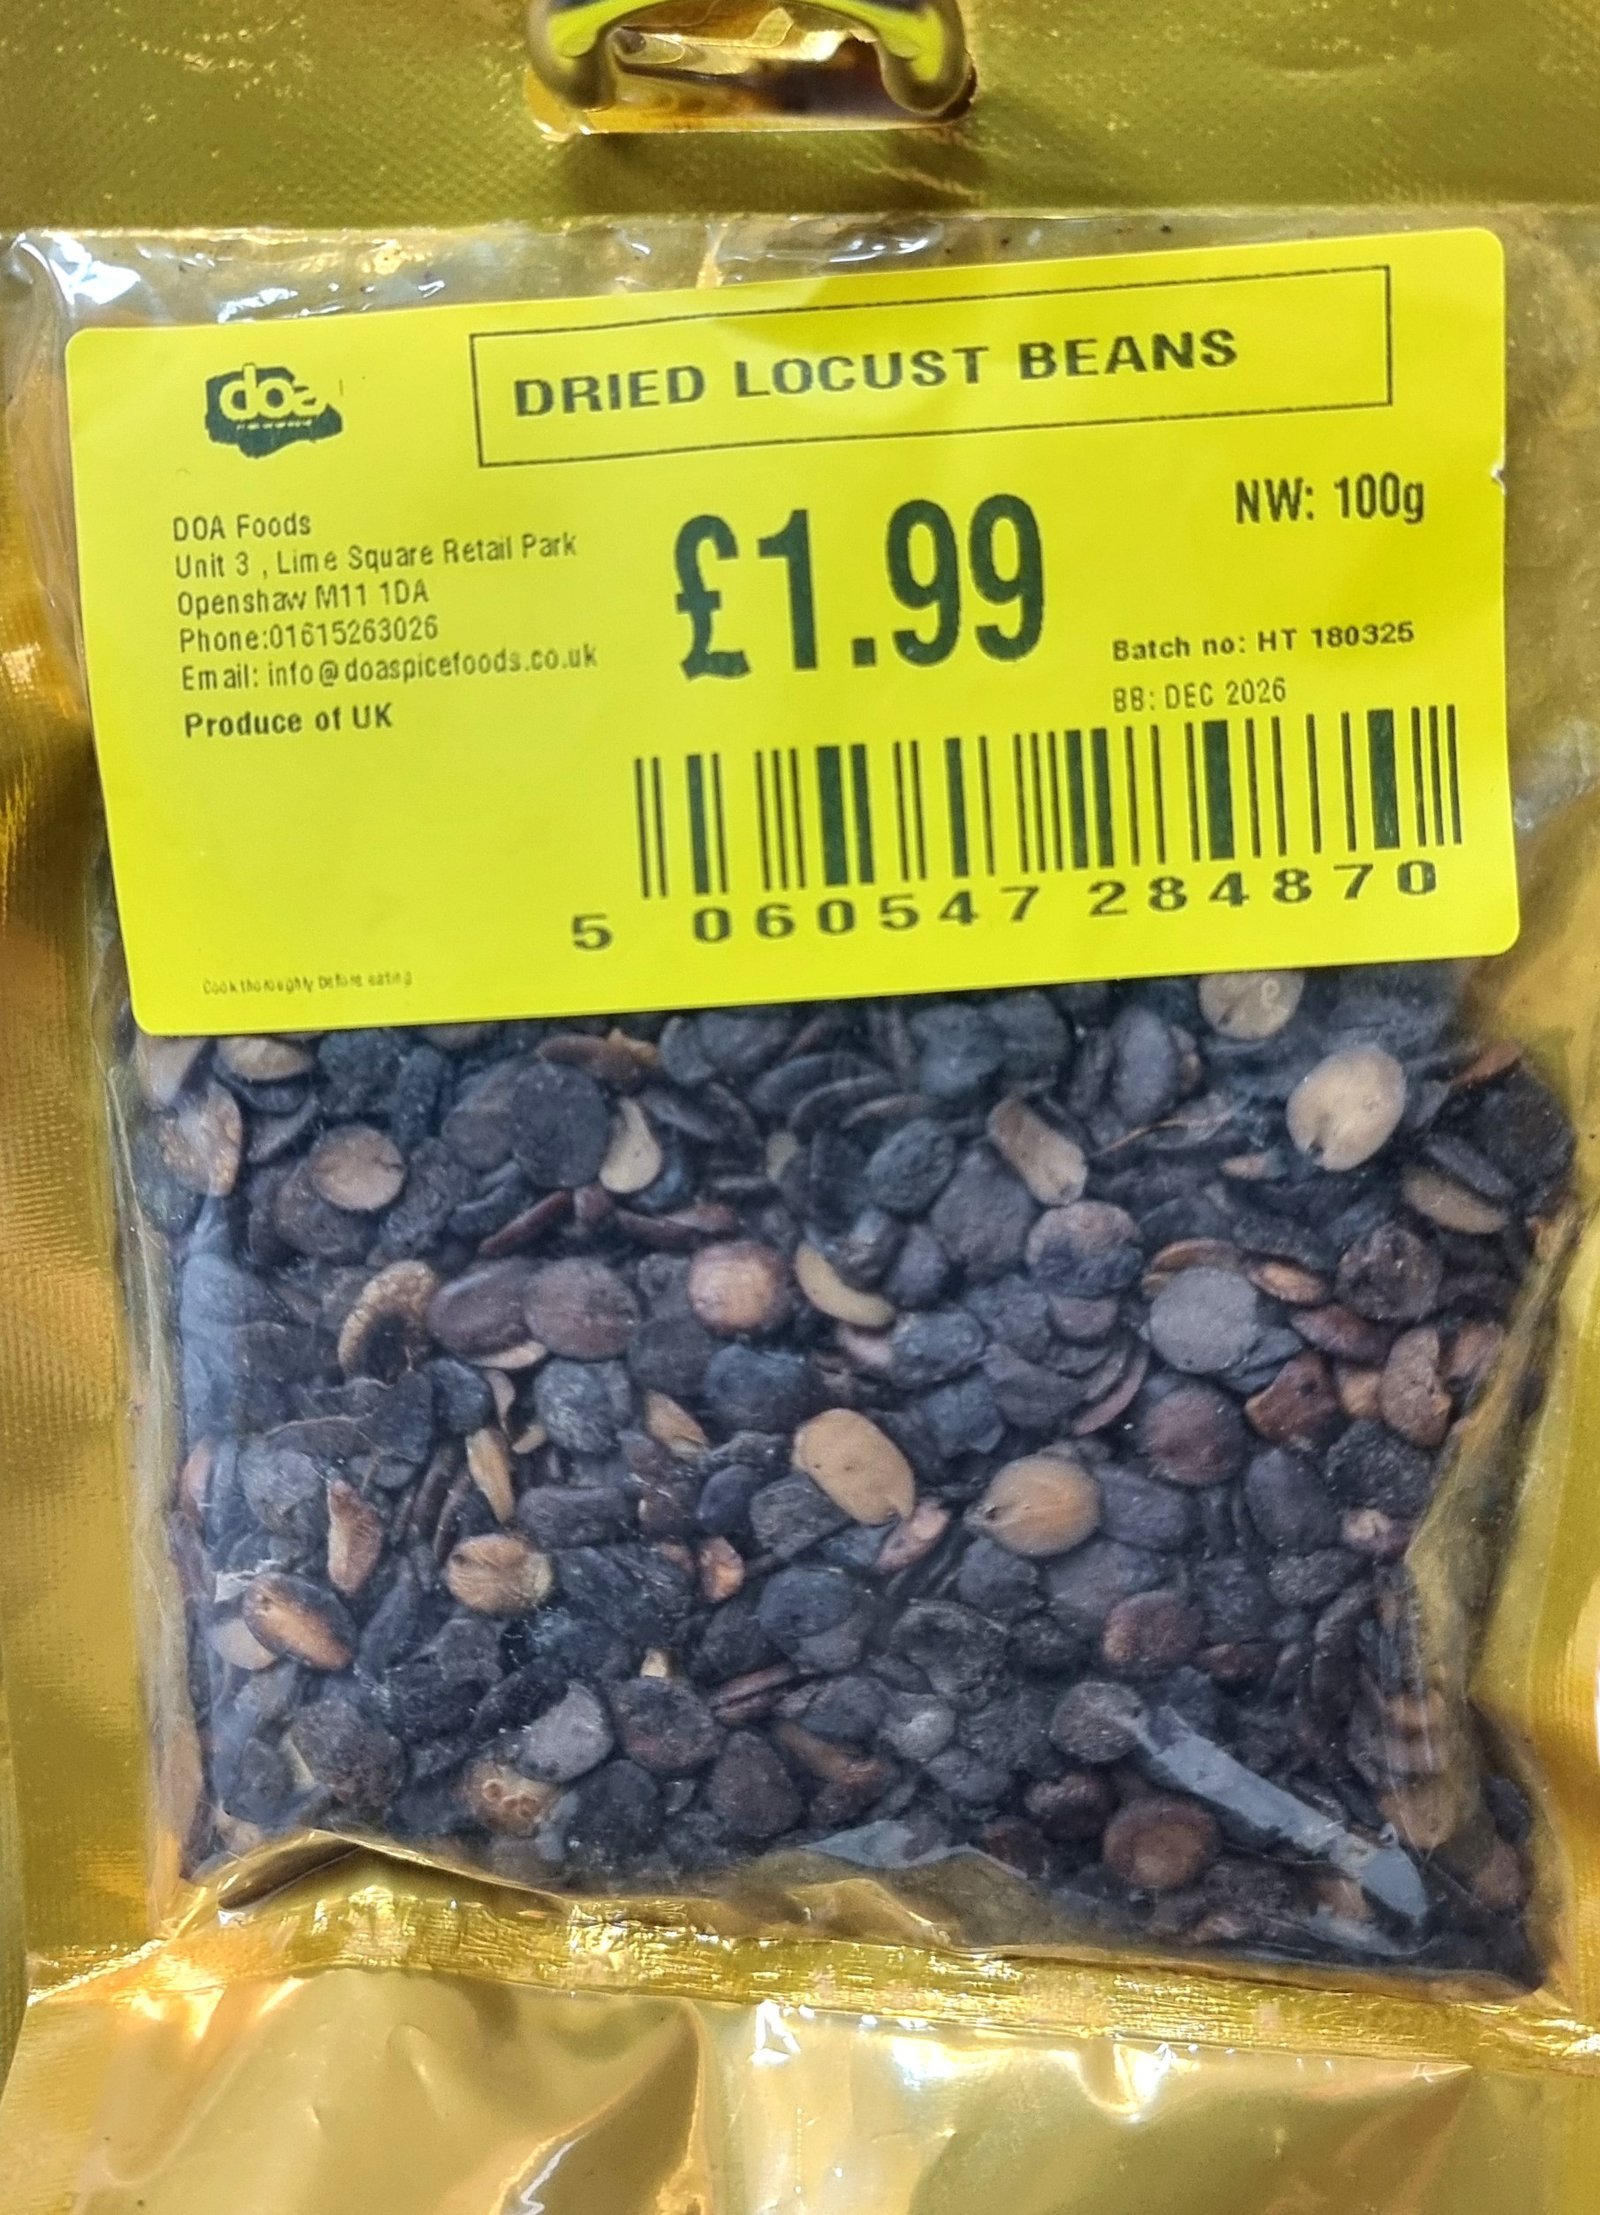 doa
DRIED LOCUST BEANS
DOA Foods
Unit 3 , Lime Square Retail Park
Openshaw M11 1DA
Phone:01615263026
Email: info@doaspicefoods.co.uk
Produce of UK
£1.99
NW: 100g
Batch no: HT 180325
BB: DEC 2026
5 060547 284870
Cook thoroughly before eating